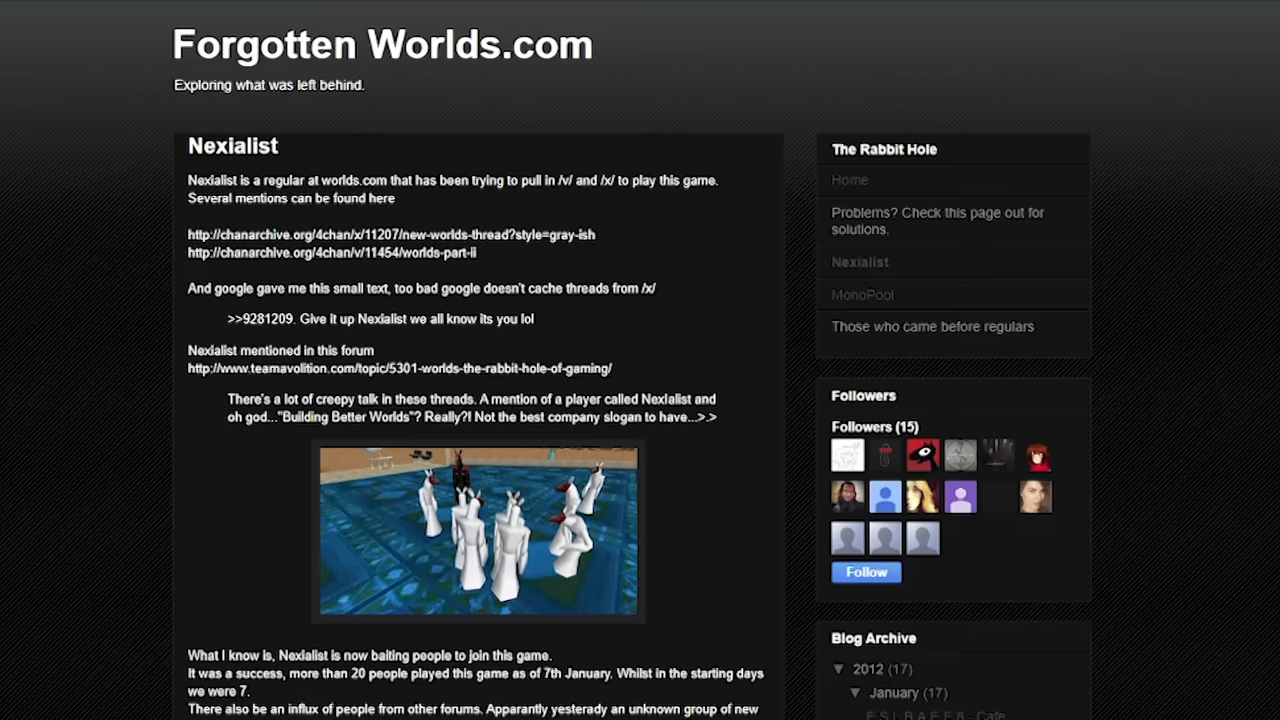 Forgotten Worlds.com
Exploring what was left behind.
Nexialist
Nexialist is a regular at worlds.com that has been trying to pull in /v/ and /x/ to play this game.
Several mentions can be found here
http://chanarchive.org/4chan/x/11207/new-worlds-thread?style=gray-ish
http://chanarchive.org/4chan/v/11454/worlds-part-ii
And google gave me this small text, too bad google doesn't cache threads from /x/
>>9281209. Give it up Nexialist we all know its you lol
Nexialist mentioned in this forum
http://www.teamavolition.com/topic/5301-worlds-the-rabbit-hole-of-gaming/
There's a lot of creepy talk in these threads. A mention of a player called NexIalist and
oh god..."Building Better Worlds"? Really?! Not the best company slogan to have...>.>
What I know is, Nexialist is now baiting people to join this game.
It was a success, more than 20 people played this game as of 7th January. Whilst in the starting days
we were 7.
There also be an influx of people from other forums. Apparantly yesterady an unknown group of new
The Rabbit Hole
Home
Problems? Check this page out for
solutions.
Nexialist
MonoPool
Those who came before regulars
Followers
Followers (15)
Follow
Blog Archive
▼ 2012 (17)
▼ January (17)